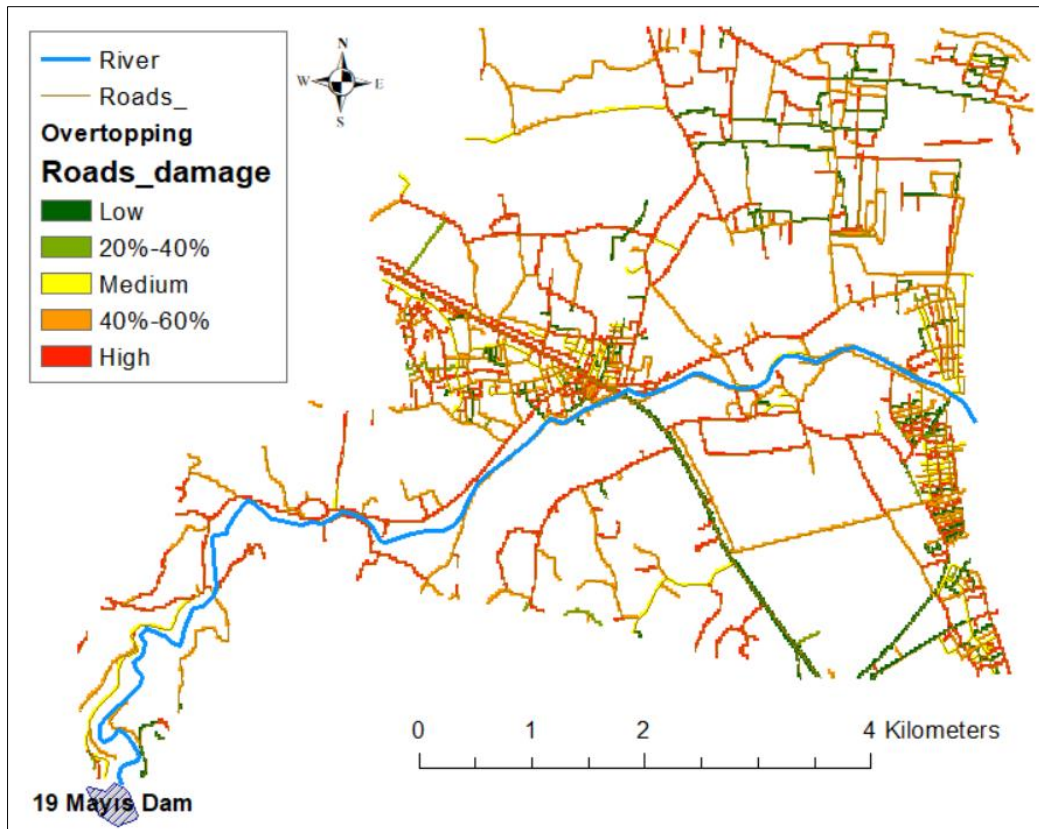 River
Roads_
Overtopping
Roads_damage
Low
20%-40%
Medium
40%-60%
High
N
W E
S
0 1 2 4 Kilometers
19 Mayıs Dam